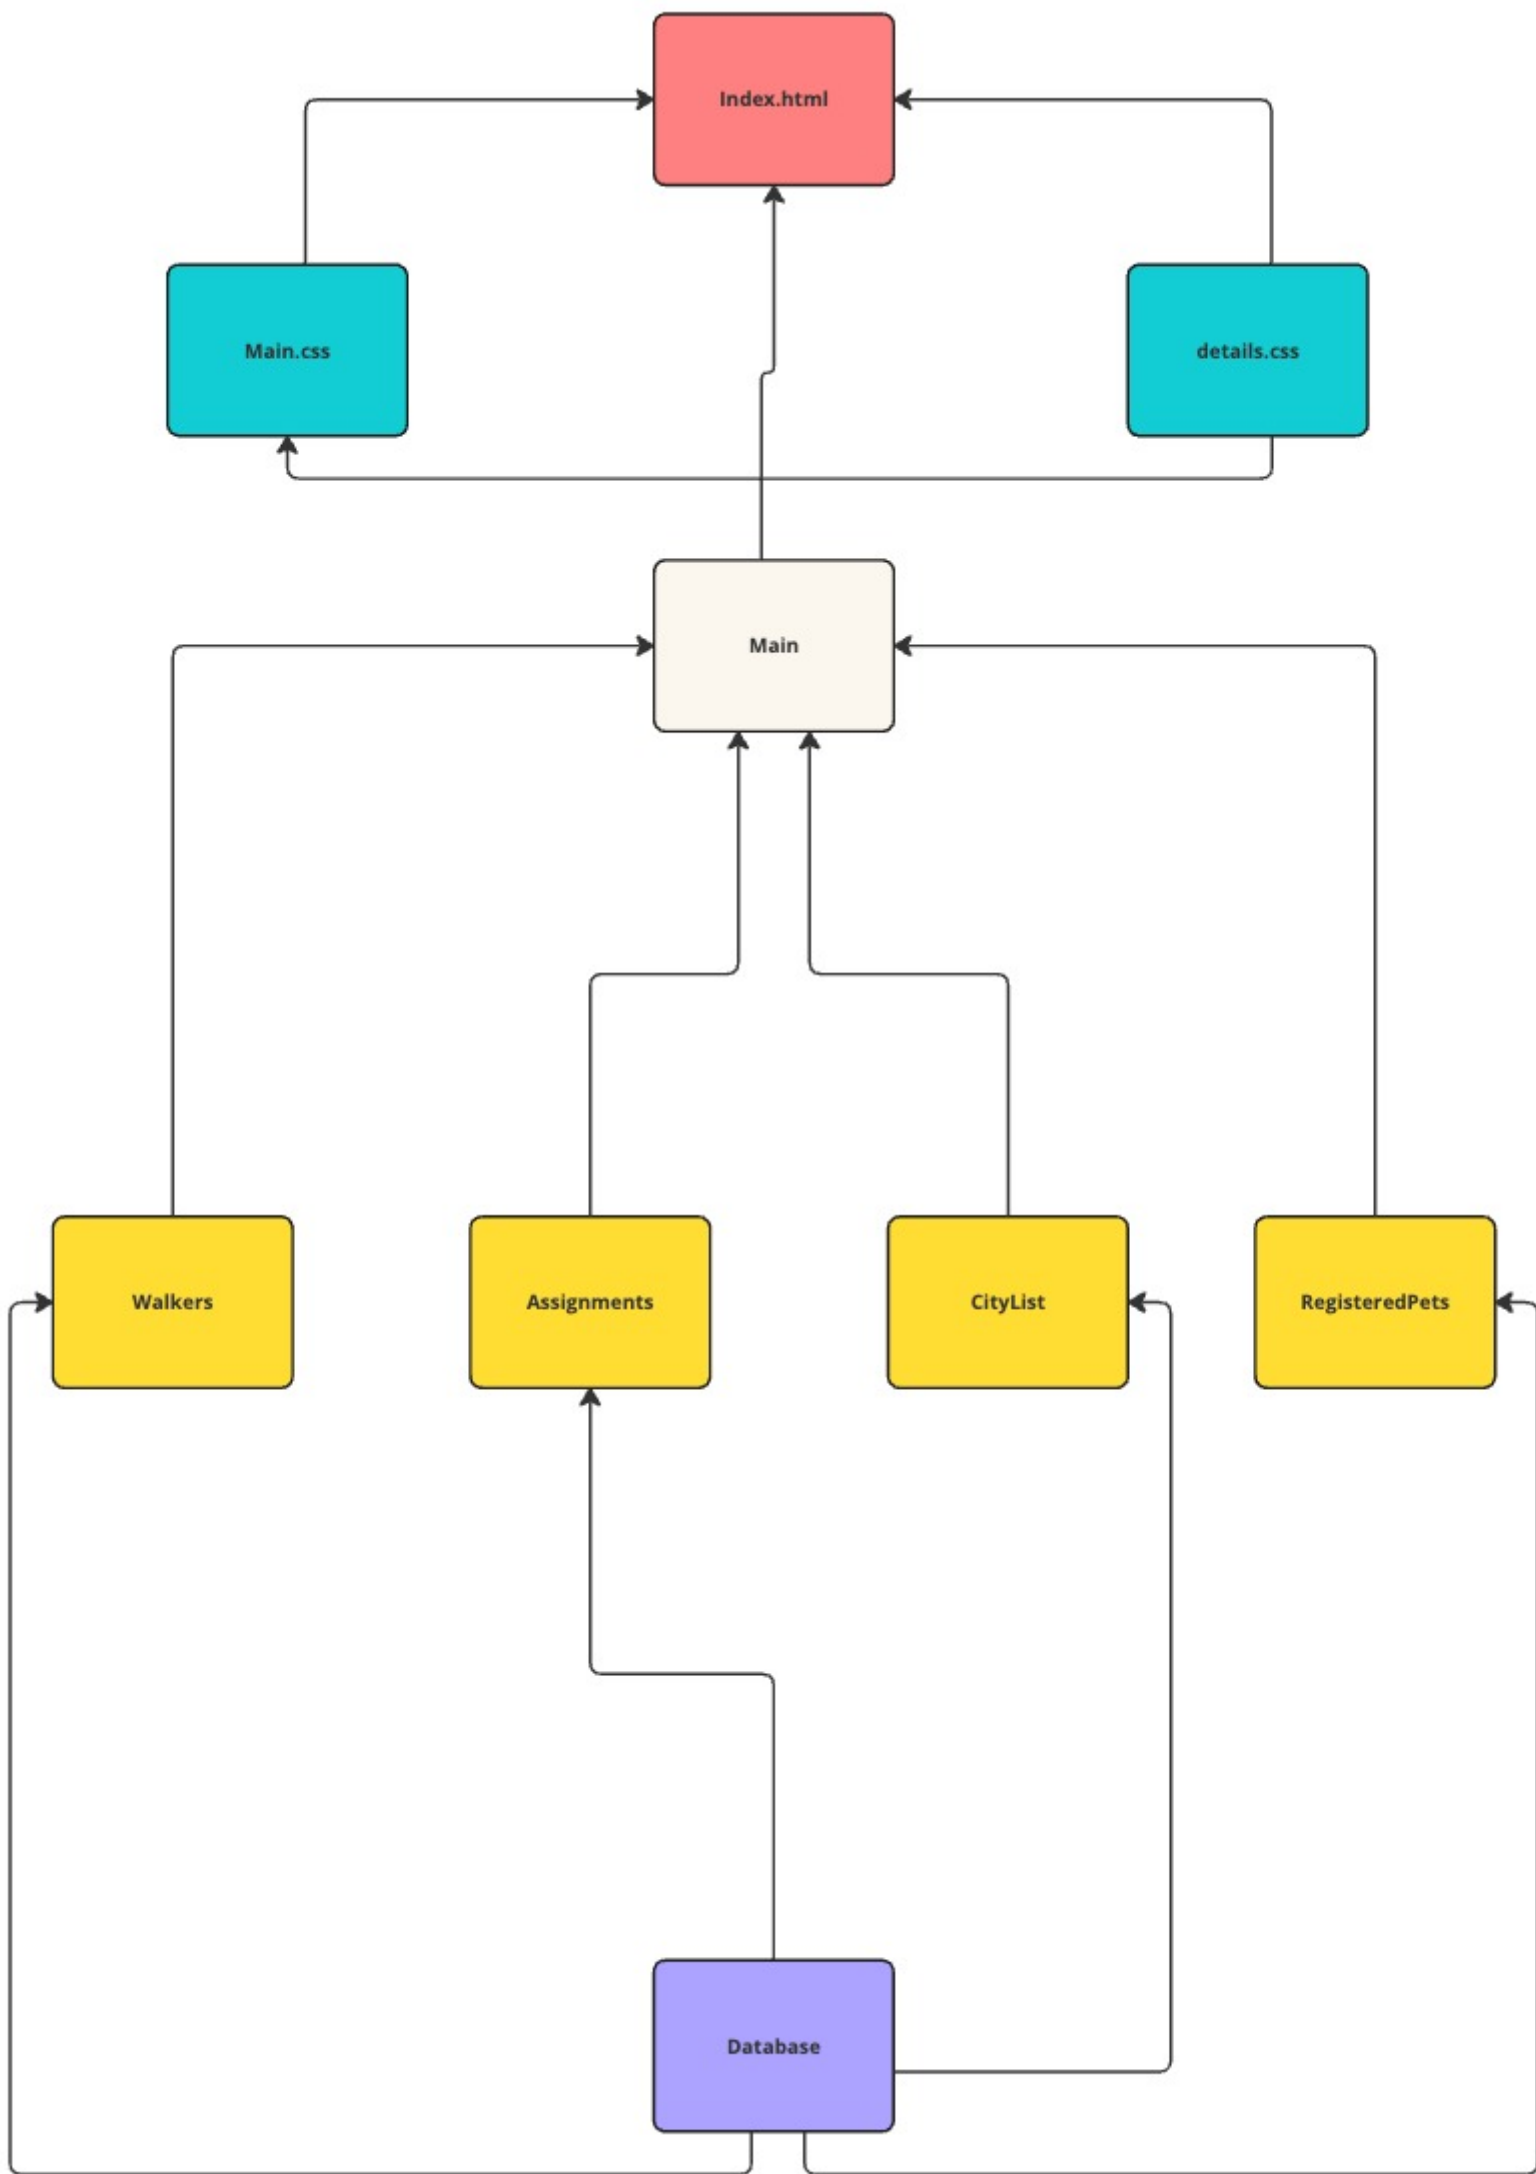 Index.html
Main.css
details.css
Main
Walkers
Assignments
CityList
RegisteredPets
Database